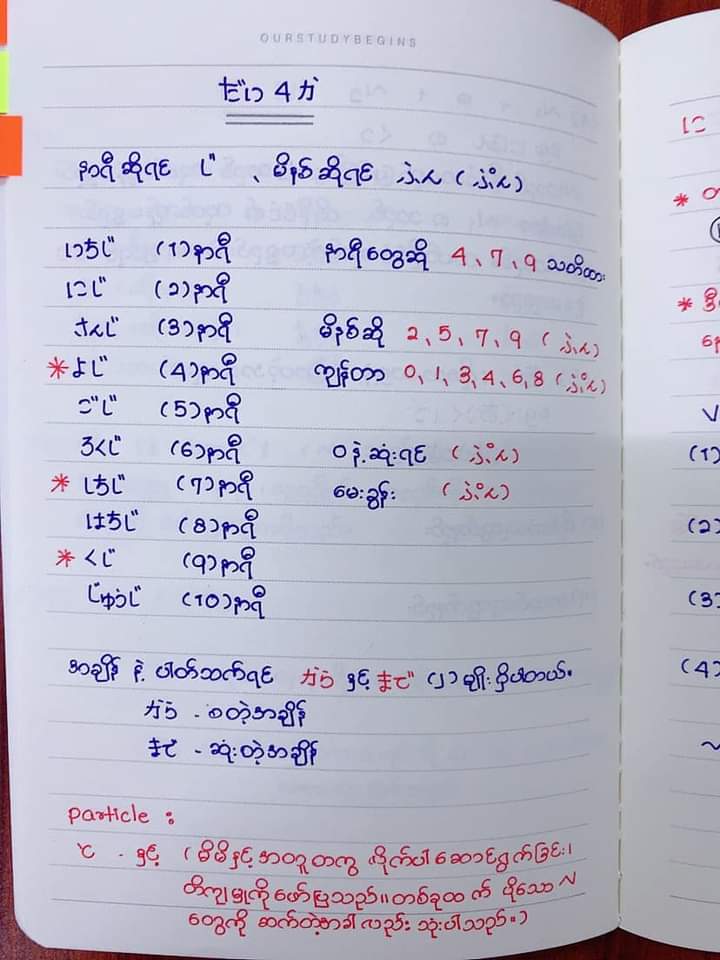 OURSTUDYBEGINS
だい 4 か
နာရီ ဆိုရင် じ 、 မိနစ် ဆိုရင် ふん ( ぷん )
いちじ (1) နာရီ နာရီတွေဆို 4、7、9 သတိထား
にじ (2) နာရီ
さんじ (3) နာရီ မိနစ်ဆို 2、5、7、9 ( ふん )
*よじ (4) နာရီ ကျန်တာ 0、1、3、4、6、8 ( ぷん )
ごじ (5) နာရီ
ろくじ (6) နာရီ ဝ နဲ့ ဆုံးရင် ( ぷん )
* しちじ (7) နာရီ မေးခွန်း ( ぷん )
はちじ (8) နာရီ
* くじ (9) နာရီ
じゅうじ (10) နာရီ
အချိန် နဲ့ ပါတ်သက်ရင် から နှင့် まで (၂) မျိုး ရှိပါတယ်။
から - စတဲ့အချိန်
まで - ဆုံးတဲ့အချိန်
particle :
と - နှင့် ( မိမိနှင့်အတူတကွ လိုက်ပါ ဆောင်ရွက်ခြင်း၊
တိကျမှုကိုဖော်ပြသည်။ တစ်ခုထက် ပိုသော N
တွေကို ဆက်တဲ့အခါ လည်း သုံးပါသည်။ )
に
*
*
V
(1)
(2)
(3)
(4)
~